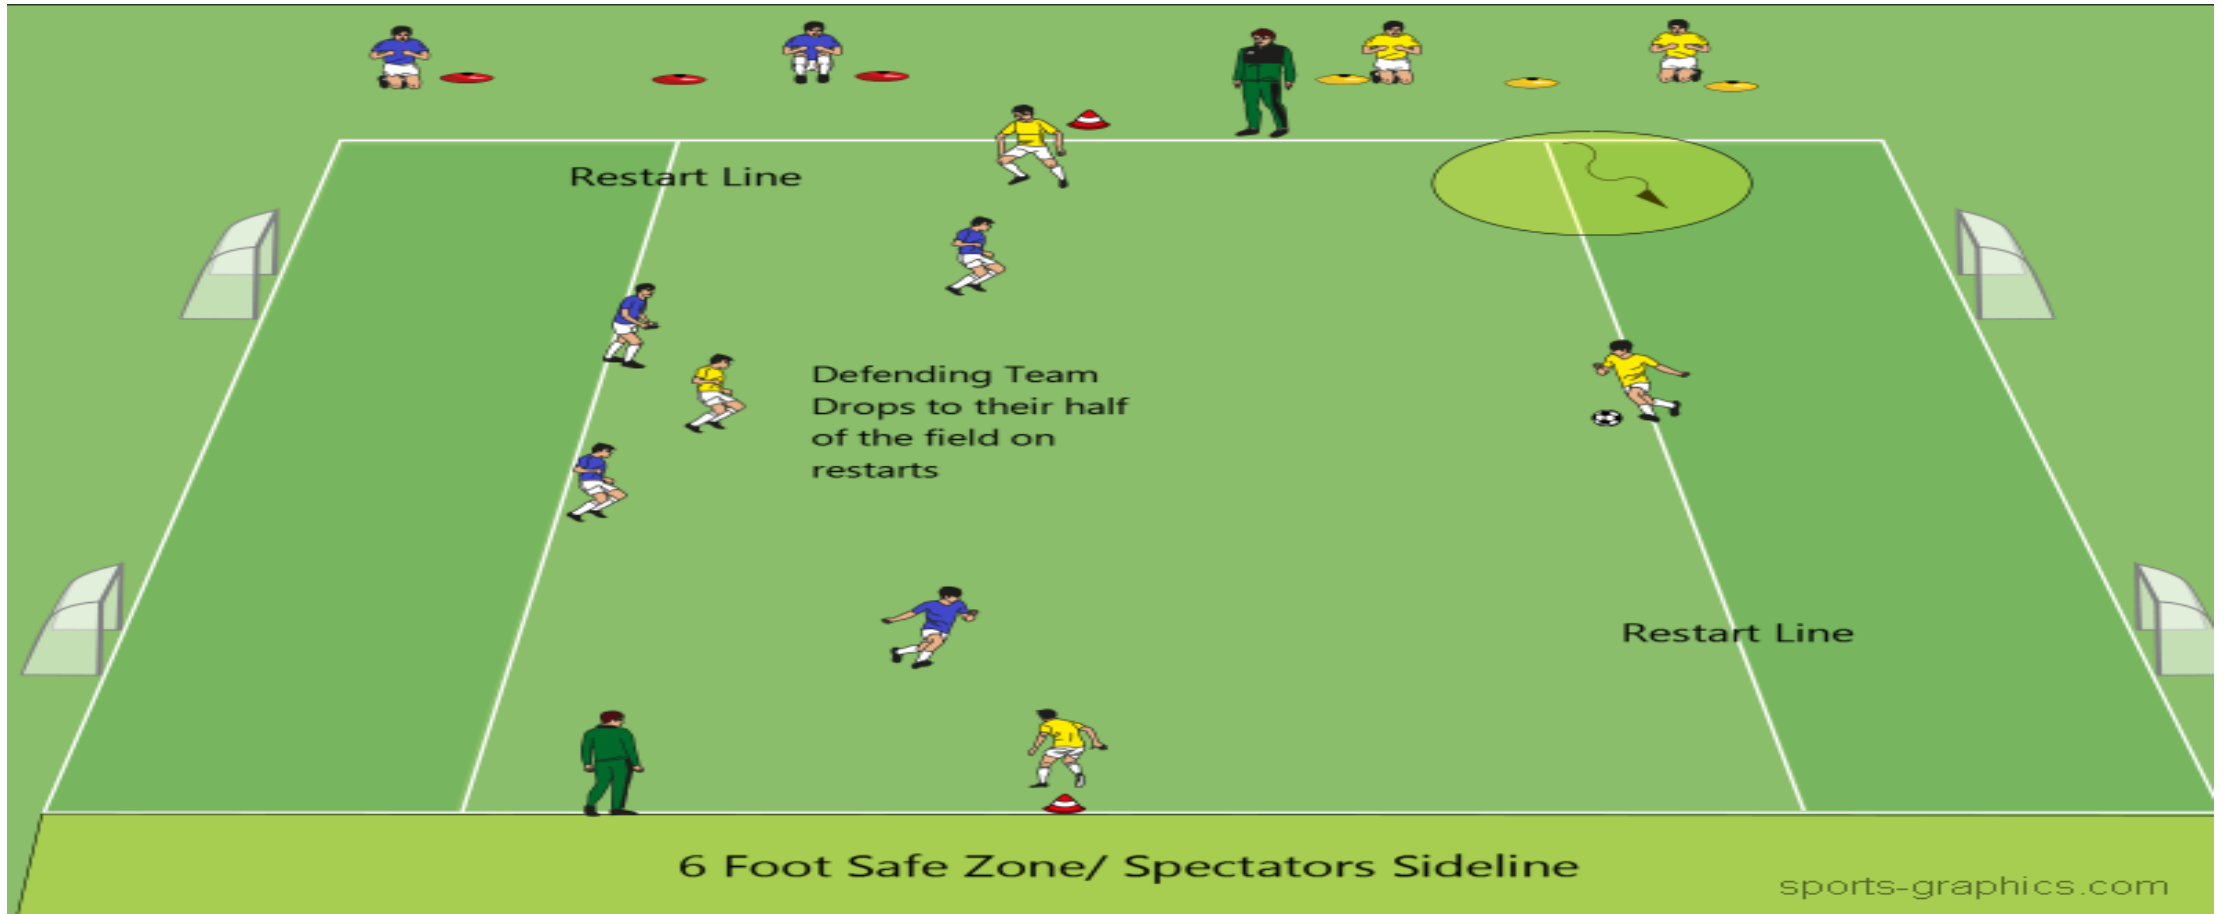 Restart Line
Defending Team
Drops to their half
of the field on
restarts
Restart Line
6 Foot Safe Zone/ Spectators Sideline
sports-graphics.com